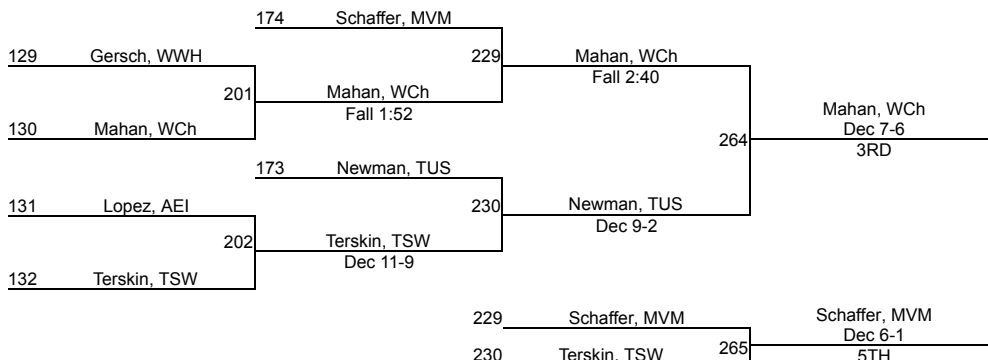 174 Schaffer, MVM
129 Gersch, WWH
229
Mahan, WCh
Fall 2:40
201
Mahan, WCh
Fall 1:52
130 Mahan, WCh
264
Mahan, WCh
Dec 7-6
3RD
173 Newman, TUS
131 Lopez, AEI
230
Newman, TUS
Dec 9-2
202
Terskin, TSW
Dec 11-9
132 Terskin, TSW
229 Schaffer, MVM
265
Schaffer, MVM
Dec 6-1
5TH
230 Terskin, TSW